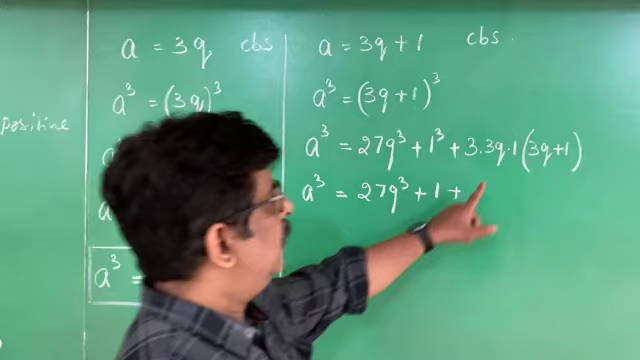 positive
a = 3q cbs
a³ = (3q)³
a³
a
a³ =
a = 3q + 1 cbs.
a³ = (3q + 1)³
a³ = 27q³ + 1³ + 3.3q.1(3q+1)
a³ = 27q³ + 1 +